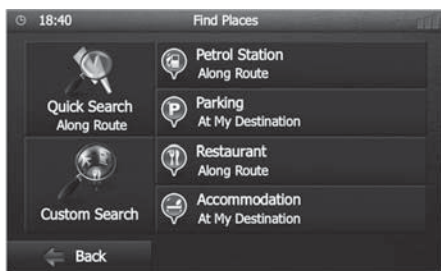 18:40 Find Places
Quick Search
Along Route
Custom Search
Petrol Station
Along Route
P Parking
At My Destination
Restaurant
Along Route
Accommodation
At My Destination
Back